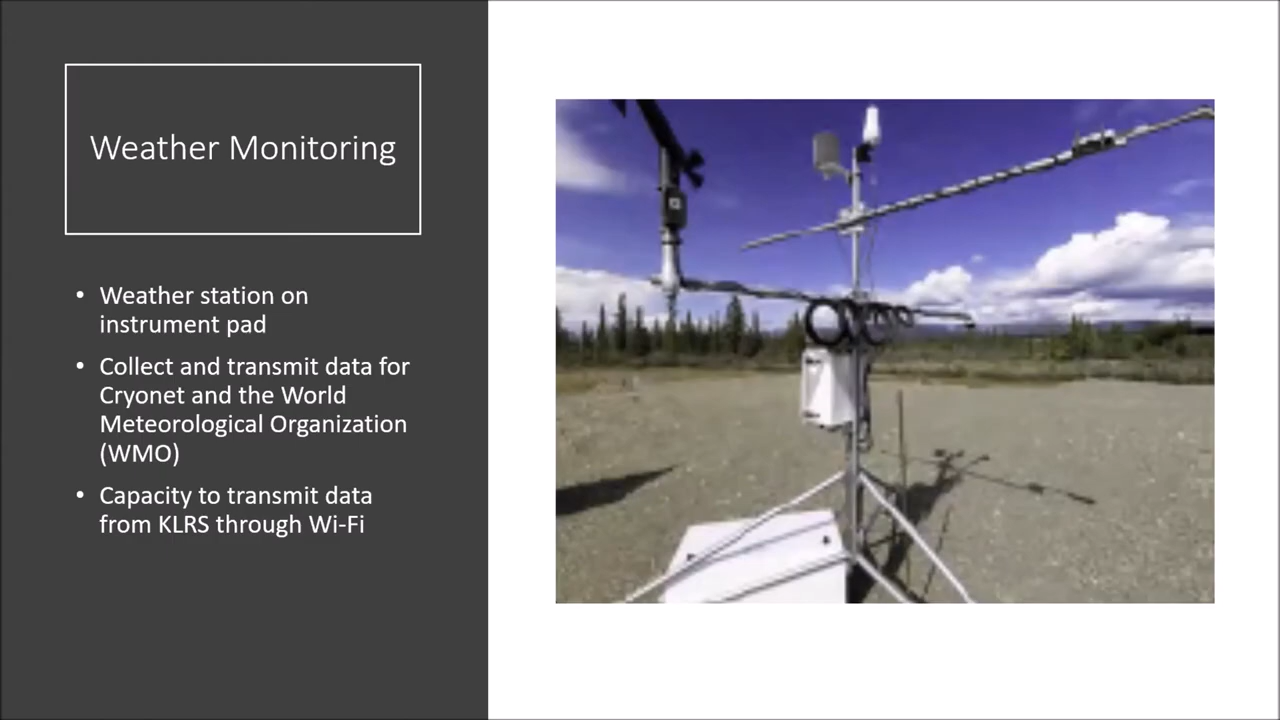 Weather Monitoring
• Weather station on
instrument pad
• Collect and transmit data for
Cryonet and the World
Meteorological Organization
(WMO)
• Capacity to transmit data
from KLRS through Wi-Fi